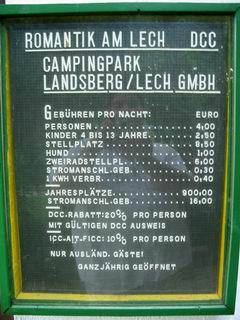 ROMANTIK AM LECH DCC
CAMPINGPARK
LANDSBERG/LECH GMBH
GEBÜHREN PRO NACHT: EURO
PERSONEN 4,00
KINDER 4 BIS 13 JAHRE 2,50
STELLPLATZ 8,50
HUND 1,00
ZWEIRADSTELLPL. 6,00
STROMANSCHL.GEB. 0,30
1 KWH VERBR. 0,40
JAHRESPLÄTZE 900,00
STROMANSCHL.GEB. 16,00
DCC-RABATT:20% PRO PERSON
MIT GÜLTIGEN DCC AUSWEIS
ICC-AIT-FICC: 10% PRO PERSON
NUR AUSLÄND. GÄSTE!
GANZJÄHRIG GEÖFFNET